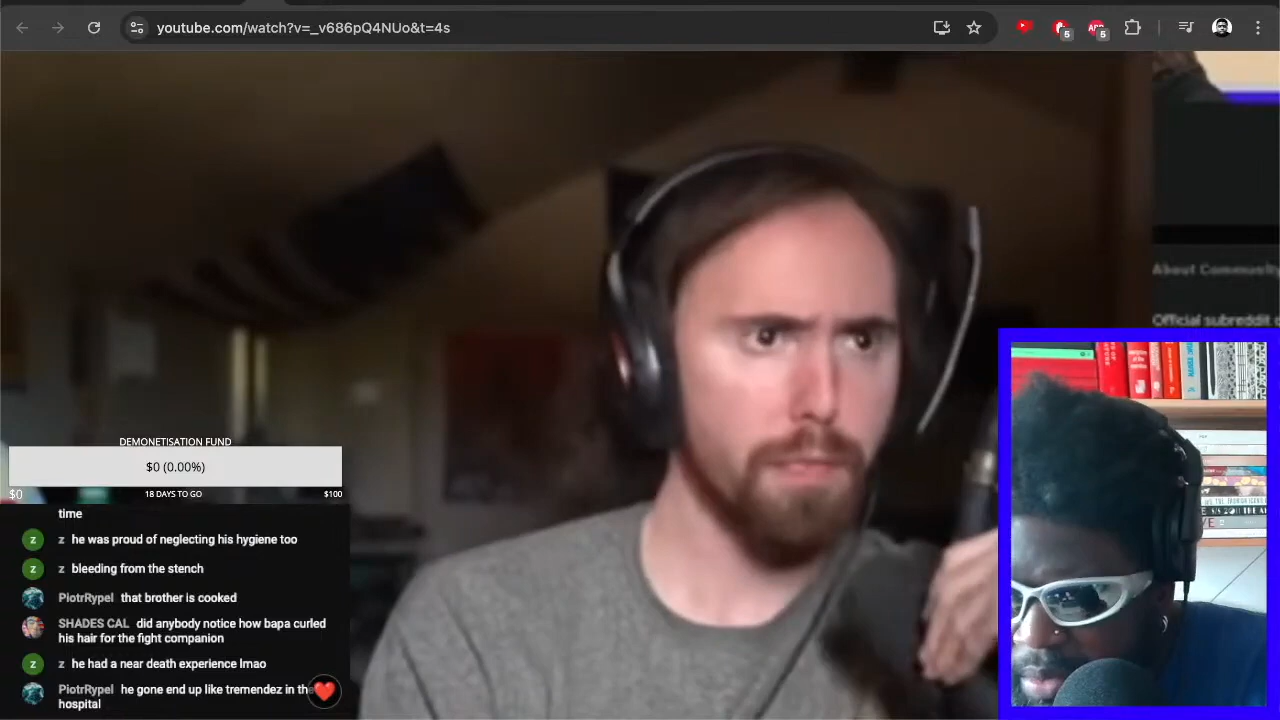 youtube.com/watch?v=_v686pQ4NUo&t=4s
5
5
About Community
Official subreddit
DEMONETISATION FUND
$0 (0.00%)
$0
18 DAYS TO GO
$100
time
z he was proud of neglecting his hygiene too
z bleeding from the stench
PiotrRypel that brother is cooked
SHADES CAL did anybody notice how bapa curled
his hair for the fight companion
z he had a near death experience lmao
PiotrRypel he gone end up like tremendez in the
hospital